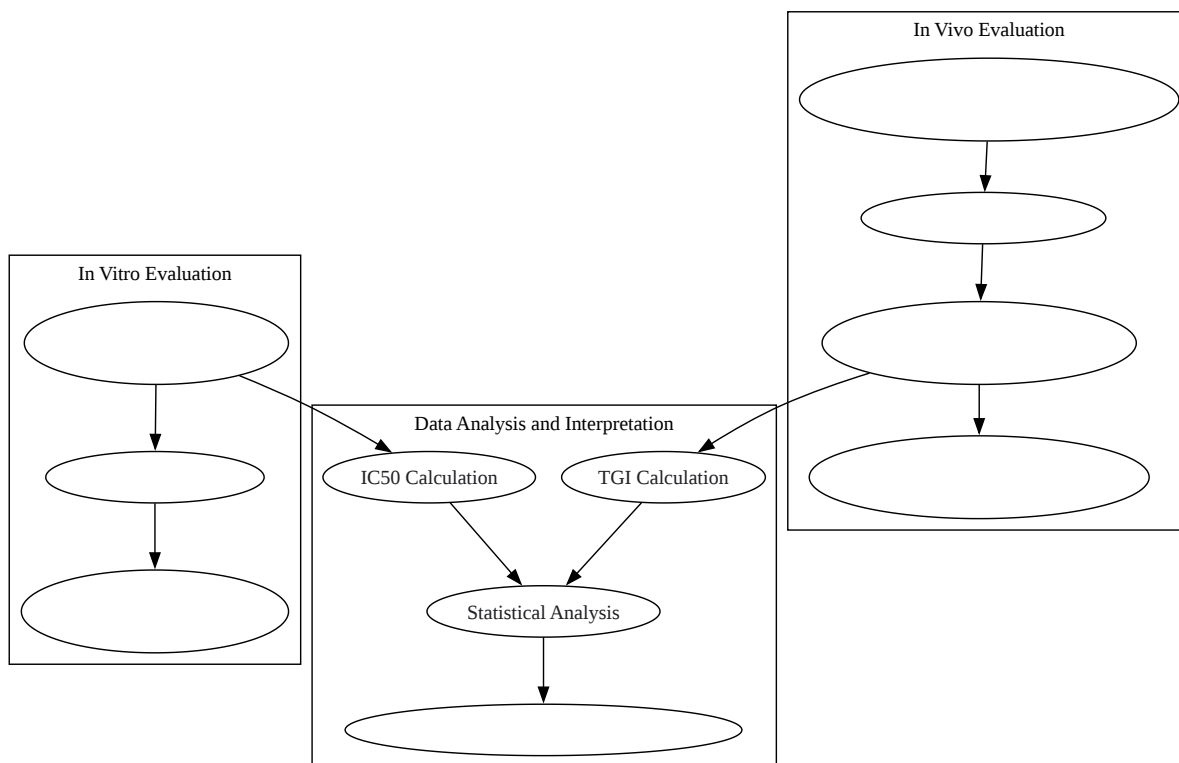 In Vivo Evaluation
In Vitro Evaluation
Data Analysis and Interpretation
IC50 Calculation
TGI Calculation
Statistical Analysis